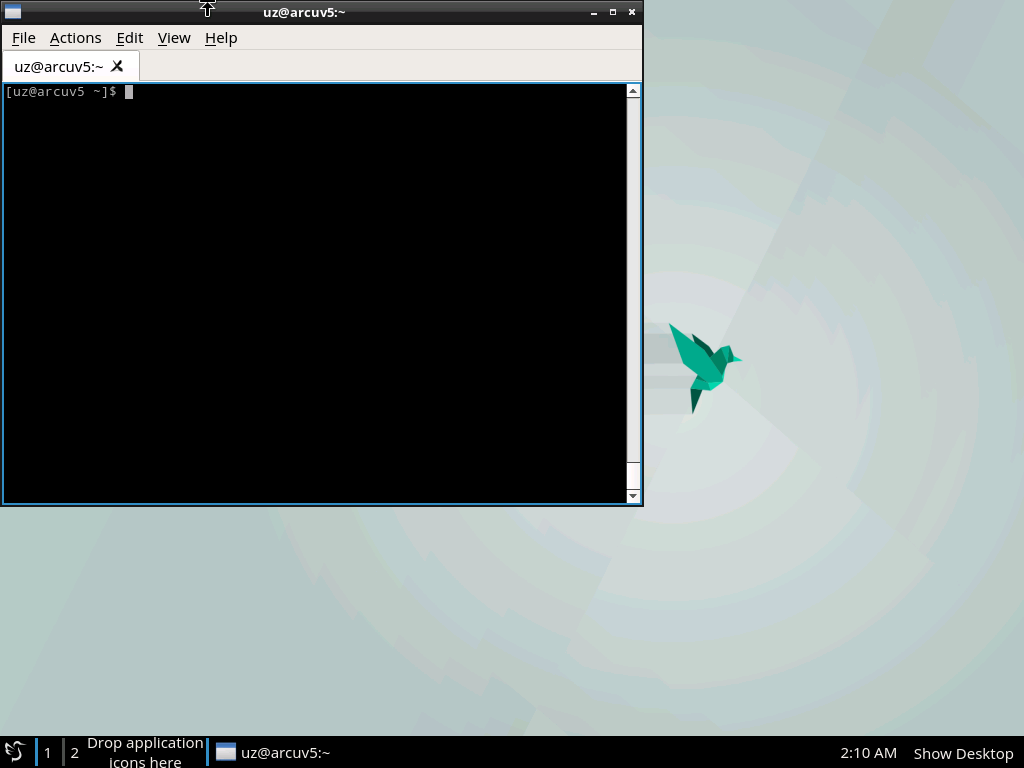 uz@arcuv5:~
File Actions Edit View Help
uz@arcuv5:~
[uz@arcuv5 ~]$
1 2 Drop application icons here uz@arcuv5:~ 2:10 AM Show Desktop